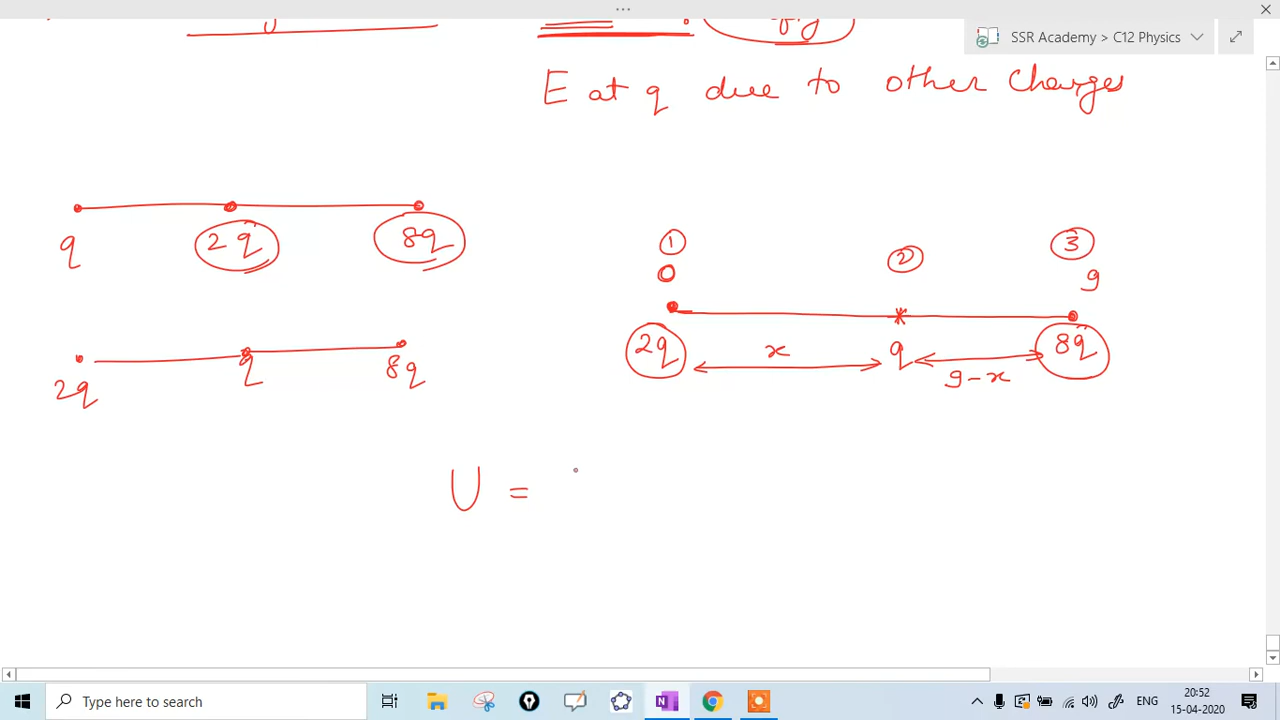 SSR Academy > C12 Physics
E at q due to other charges
q 2q 8q
① ② ③
0 9
2q x q 9-x 8q
2q q 8q
U =
Type here to search
20:52
ENG
15-04-2020